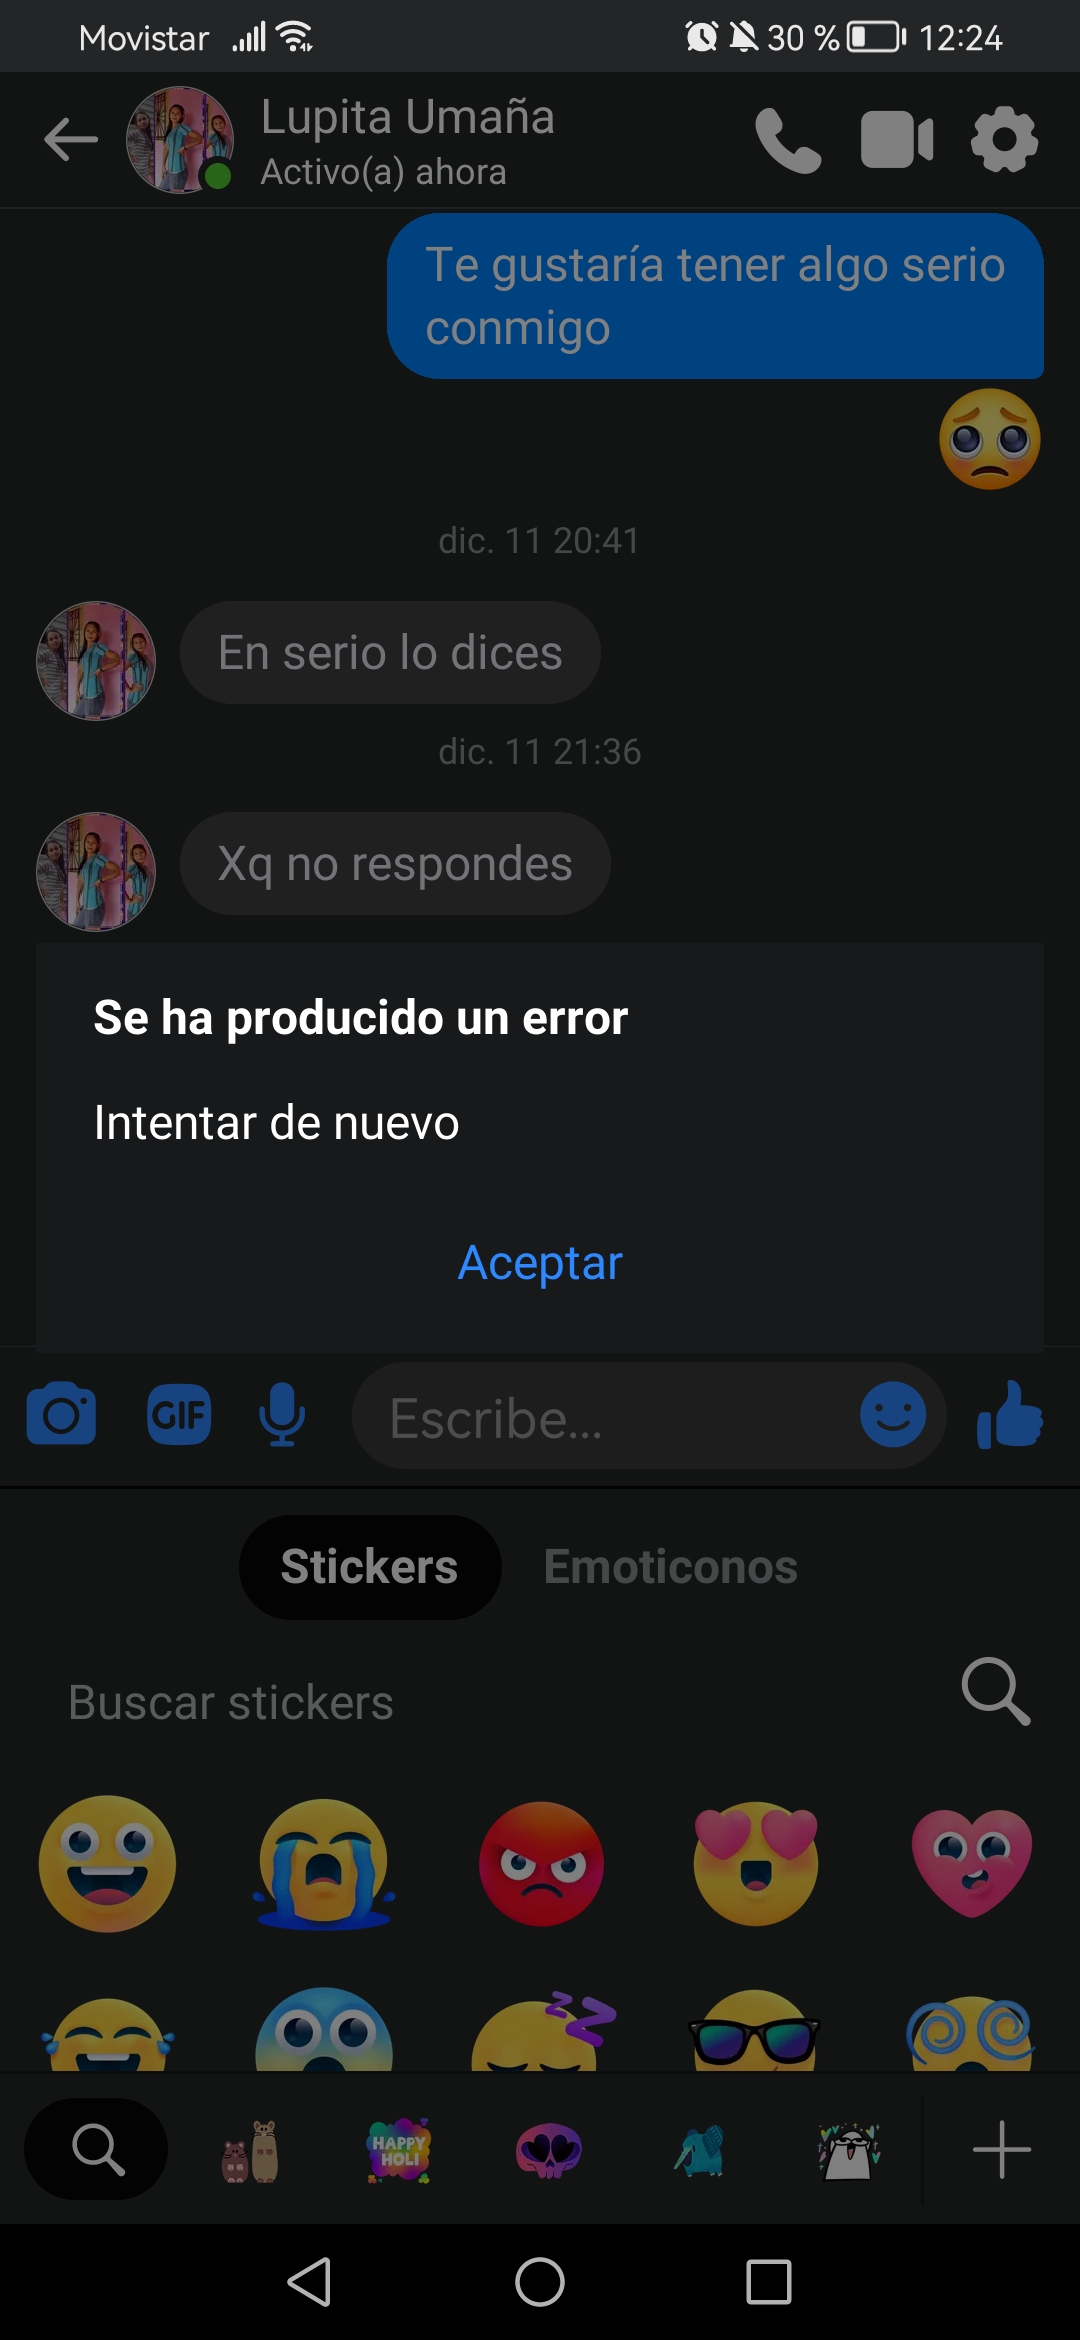 Movistar 30 % 12:24
Lupita Umaña
Activo(a) ahora
Te gustaría tener algo serio
conmigo
dic. 11 20:41
En serio lo dices
dic. 11 21:36
Xq no respondes
Se ha producido un error
Intentar de nuevo
Aceptar
GIF
Escribe...
Stickers Emoticonos
Buscar stickers
HAPPY
HOLI